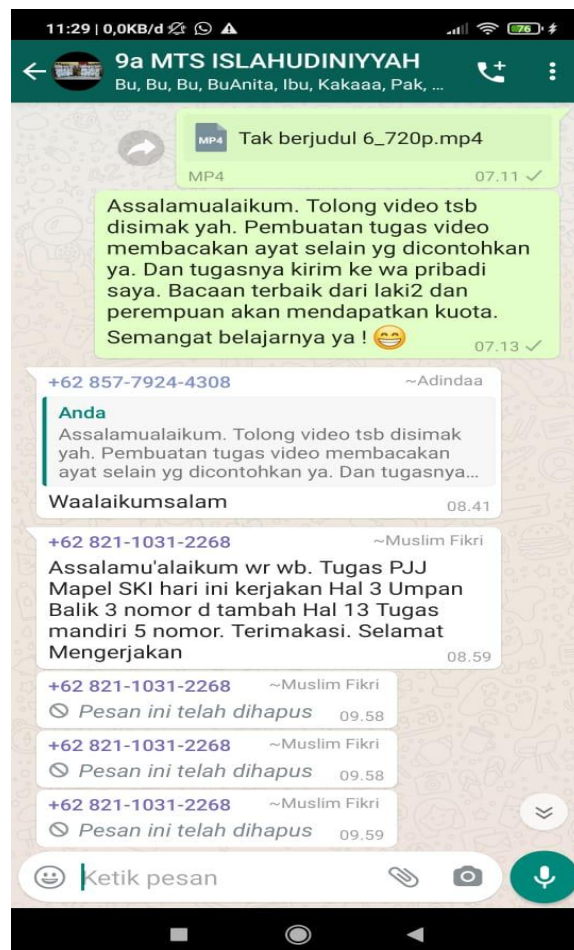 11:29 | 0,0KB/d
76
9a MTS ISLAHUDINIYYAH
Bu, Bu, Bu, BuAnita, Ibu, Kakaaa, Pak, ...
MP4
Tak berjudul 6_720p.mp4
MP4 07.11
Assalamualaikum. Tolong video tsb
disimak yah. Pembuatan tugas video
membacakan ayat selain yg dicontohkan
ya. Dan tugasnya kirim ke wa pribadi
saya. Bacaan terbaik dari laki2 dan
perempuan akan mendapatkan kuota.
Semangat belajarnya ya ! 😁 07.13
+62 857-7924-4308 ~Adindaa
Anda
Assalamualaikum. Tolong video tsb disimak
yah. Pembuatan tugas video membacakan
ayat selain yg dicontohkan ya. Dan tugasnya...
Waalaikumsalam 08.41
+62 821-1031-2268 ~Muslim Fikri
Assalamu'alaikum wr wb. Tugas PJJ
Mapel SKI hari ini kerjakan Hal 3 Umpan
Balik 3 nomor d tambah Hal 13 Tugas
mandiri 5 nomor. Terimakasi. Selamat
Mengerjakan 08.59
+62 821-1031-2268 ~Muslim Fikri
Pesan ini telah dihapus 09.58
+62 821-1031-2268 ~Muslim Fikri
Pesan ini telah dihapus 09.58
+62 821-1031-2268 ~Muslim Fikri
Pesan ini telah dihapus 09.59
Ketik pesan